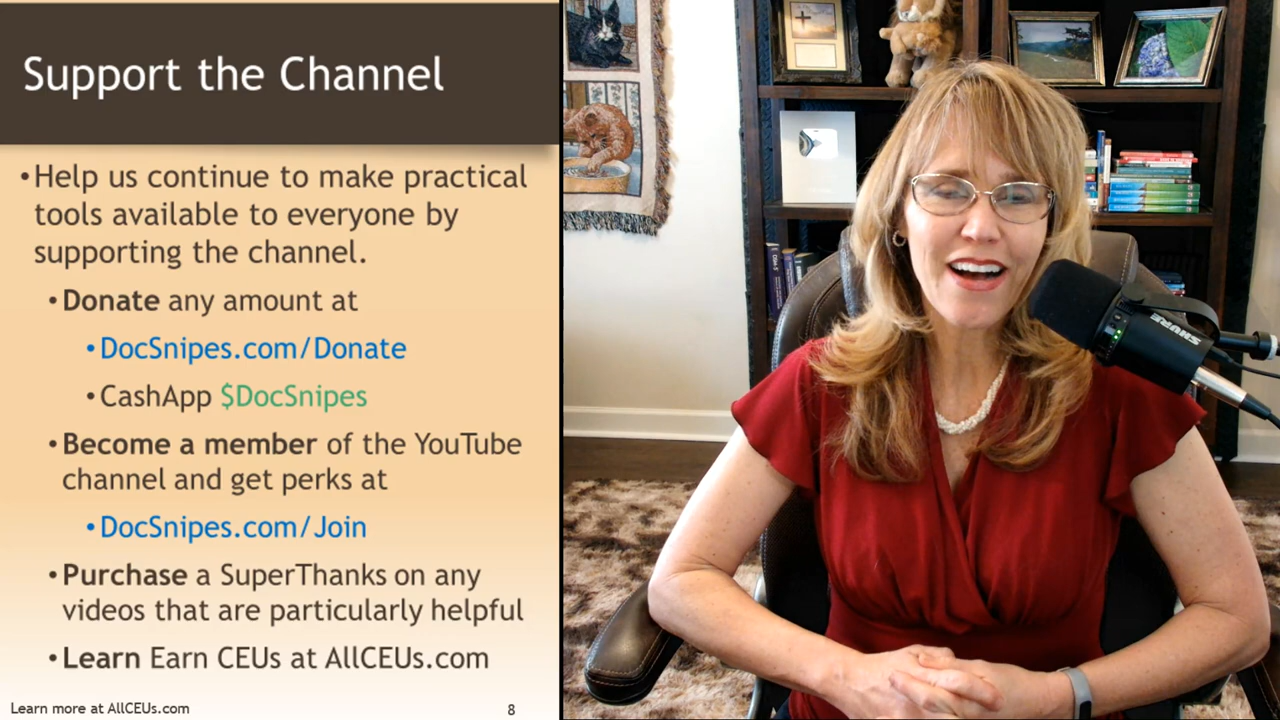 Support the Channel
•Help us continue to make practical
tools available to everyone by
supporting the channel.
•Donate any amount at
•DocSnipes.com/Donate
•CashApp $DocSnipes
•Become a member of the YouTube
channel and get perks at
•DocSnipes.com/Join
•Purchase a SuperThanks on any
videos that are particularly helpful
•Learn Earn CEUs at AllCEUs.com
Learn more at AllCEUs.com
8
SHURE